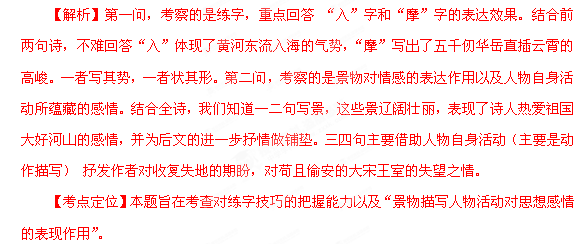 【解析】第一问，考察的是练字，重点回答 “入”字和“摩”字的表达效果。结合前
两句诗，不难回答“入”体现了黄河东流入海的气势，“摩”写出了五千仞华岳直插云霄的
高峻。一者写其势，一者状其形。第二问，考察的是景物对情感的表达作用以及人物自身活
动所蕴藏的感情。结合全诗，我们知道一二句写景，这些景辽阔壮丽，表现了诗人热爱祖国
大好河山的感情，并为后文的进一步抒情做铺垫。三四句主要借助人物自身活动（主要是动
作描写） 抒发作者对收复失地的期盼，对苟且偷安的大宋王室的失望之情。
【考点定位】本题旨在考查对练字技巧的把握能力以及“景物描写人物活动对思想感情
的表现作用”。